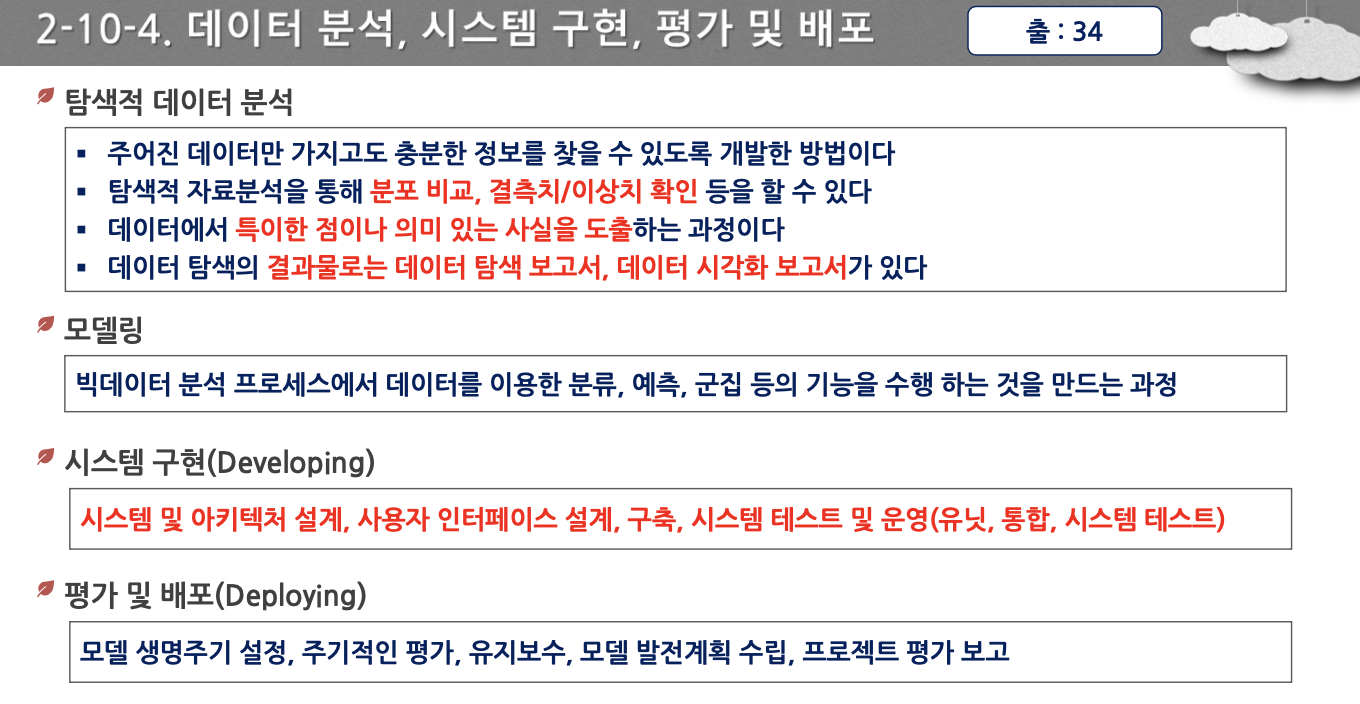 2-10-4. 데이터 분석, 시스템 구현, 평가 및 배포
출 : 34
탐색적 데이터 분석
▪ 주어진 데이터만 가지고도 충분한 정보를 찾을 수 있도록 개발한 방법이다
▪ 탐색적 자료분석을 통해 분포 비교, 결측치/이상치 확인 등을 할 수 있다
▪ 데이터에서 특이한 점이나 의미 있는 사실을 도출하는 과정이다
▪ 데이터 탐색의 결과물로는 데이터 탐색 보고서, 데이터 시각화 보고서가 있다
모델링
빅데이터 분석 프로세스에서 데이터를 이용한 분류, 예측, 군집 등의 기능을 수행 하는 것을 만드는 과정
시스템 구현(Developing)
시스템 및 아키텍처 설계, 사용자 인터페이스 설계, 구축, 시스템 테스트 및 운영(유닛, 통합, 시스템 테스트)
평가 및 배포(Deploying)
모델 생명주기 설정, 주기적인 평가, 유지보수, 모델 발전계획 수립, 프로젝트 평가 보고